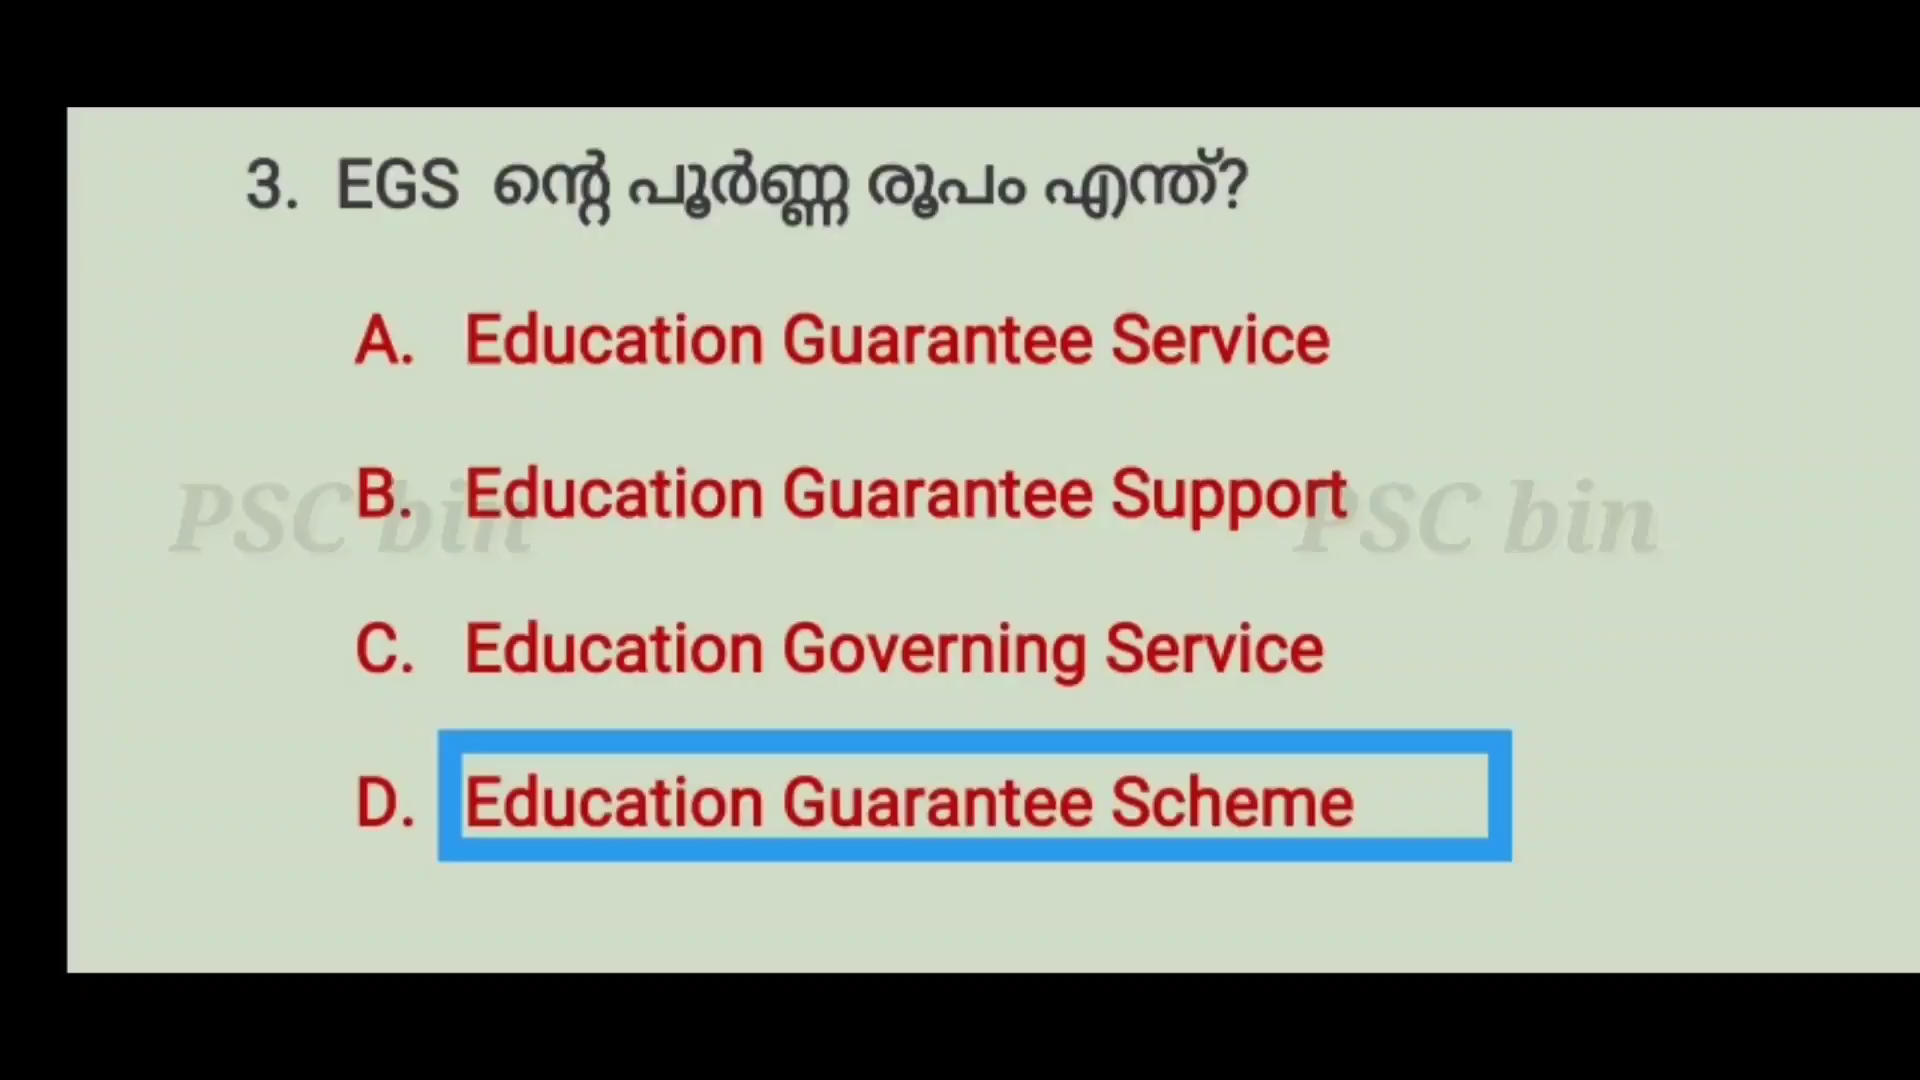 3. EGS ന്റെ പൂർണ്ണ രൂപം എന്ത്?
A. Education Guarantee Service
B. Education Guarantee Support
PSC bin PSC bin
C. Education Governing Service
D. Education Guarantee Scheme